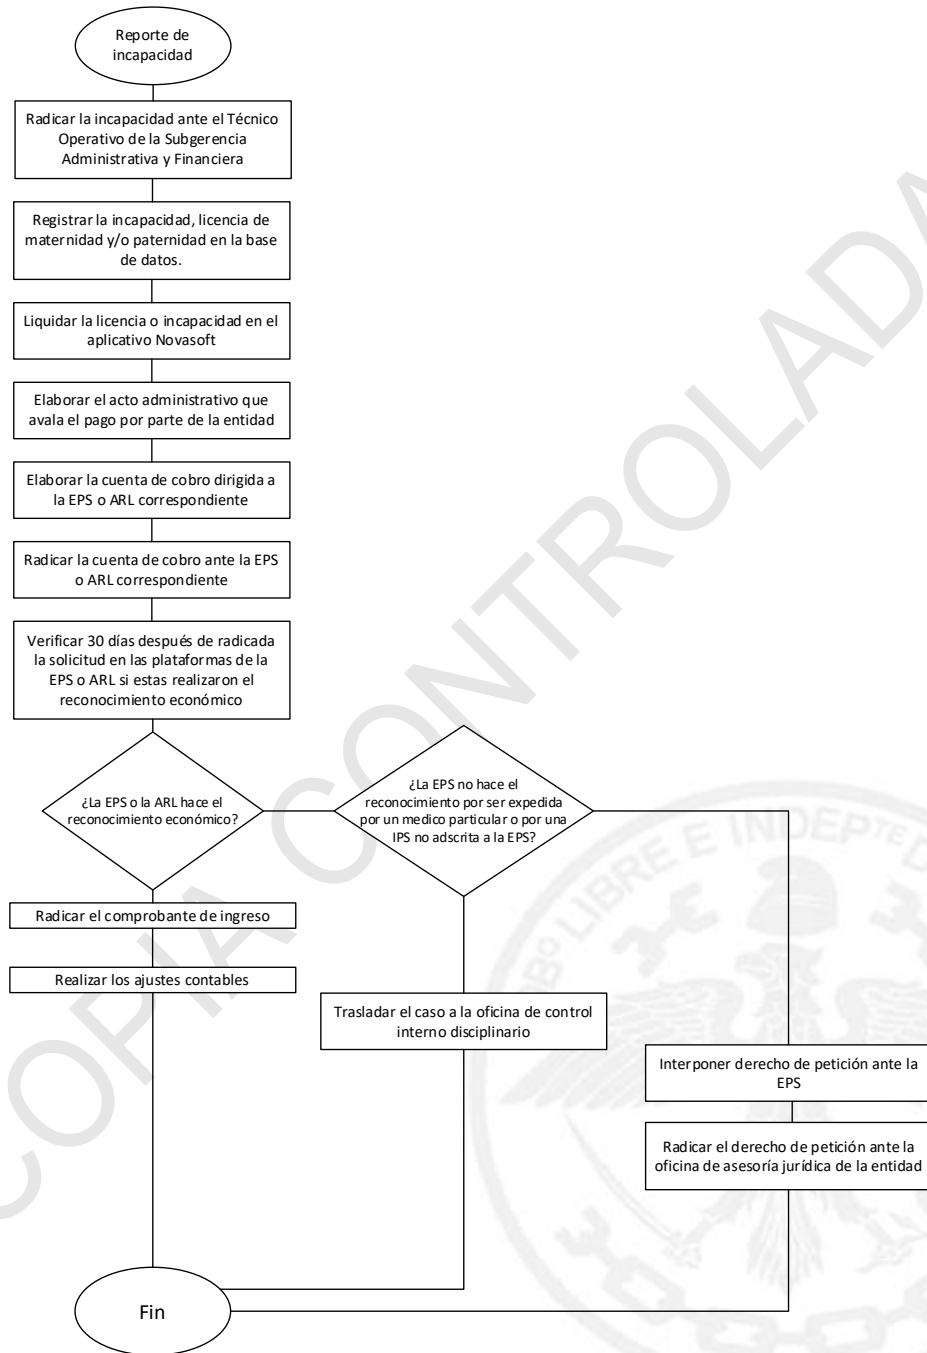 Reporte de
incapacidad
Radicar la incapacidad ante el Técnico
Operativo de la Subgerencia
Administrativa y Financiera
Registrar la incapacidad, licencia de
maternidad y/o paternidad en la base
de datos.
Liquidar la licencia o incapacidad en el
aplicativo Novasoft
Elaborar el acto administrativo que
avala el pago por parte de la entidad
Elaborar la cuenta de cobro dirigida a
la EPS o ARL correspondiente
Radicar la cuenta de cobro ante la EPS
o ARL correspondiente
Verificar 30 días después de radicada
la solicitud en las plataformas de la
EPS o ARL si estas realizaron el
reconocimiento económico
¿La EPS o la ARL hace el
reconocimiento económico?
¿La EPS no hace el
reconocimiento por ser expedida
por un medico particular o por una
IPS no adscrita a la EPS?
Radicar el comprobante de ingreso
Realizar los ajustes contables
Trasladar el caso a la oficina de control
interno disciplinario
Interponer derecho de petición ante la
EPS
Radicar el derecho de petición ante la
oficina de asesoría jurídica de la entidad
Fin
COPIA CONTROLADA
LIBRE E INDEPTE